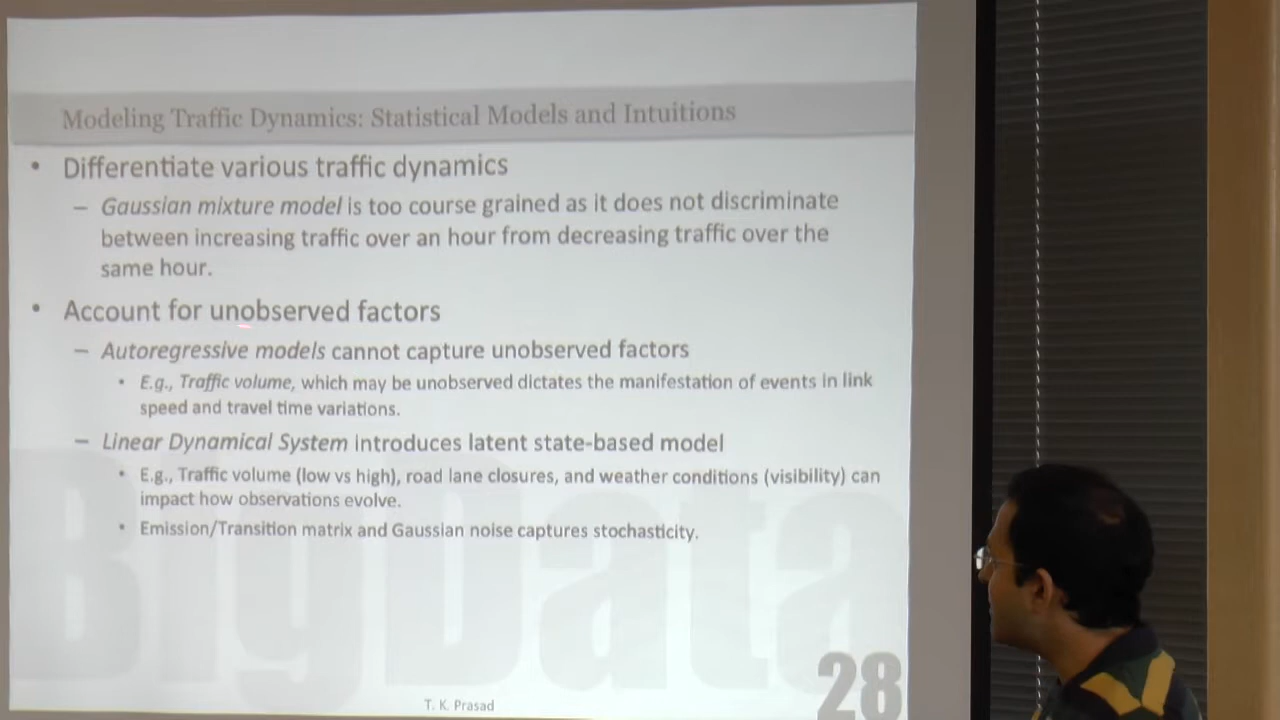 Modeling Traffic Dynamics: Statistical Models and Intuitions
• Differentiate various traffic dynamics
– Gaussian mixture model is too course grained as it does not discriminate
between increasing traffic over an hour from decreasing traffic over the
same hour.
• Account for unobserved factors
– Autoregressive models cannot capture unobserved factors
• E.g., Traffic volume, which may be unobserved dictates the manifestation of events in link
speed and travel time variations.
– Linear Dynamical System introduces latent state-based model
• E.g., Traffic volume (low vs high), road lane closures, and weather conditions (visibility) can
impact how observations evolve.
• Emission/Transition matrix and Gaussian noise captures stochasticity.
BigData
28
T. K. Prasad